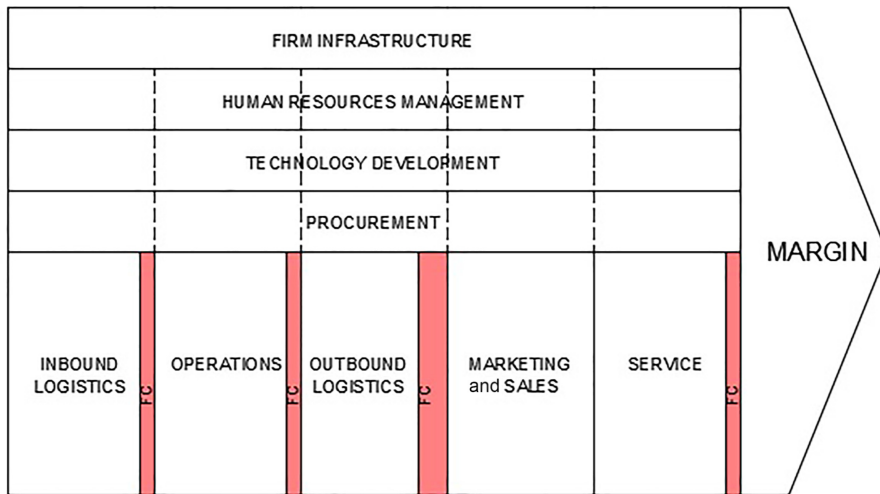 FIRM INFRASTRUCTURE
HUMAN RESOURCES MANAGEMENT
TECHNOLOGY DEVELOPMENT
PROCUREMENT
MARGIN
INBOUND
LOGISTICS
FC
OPERATIONS
FC
OUTBOUND
LOGISTICS
FC
MARKETING
and SALES
SERVICE
FC